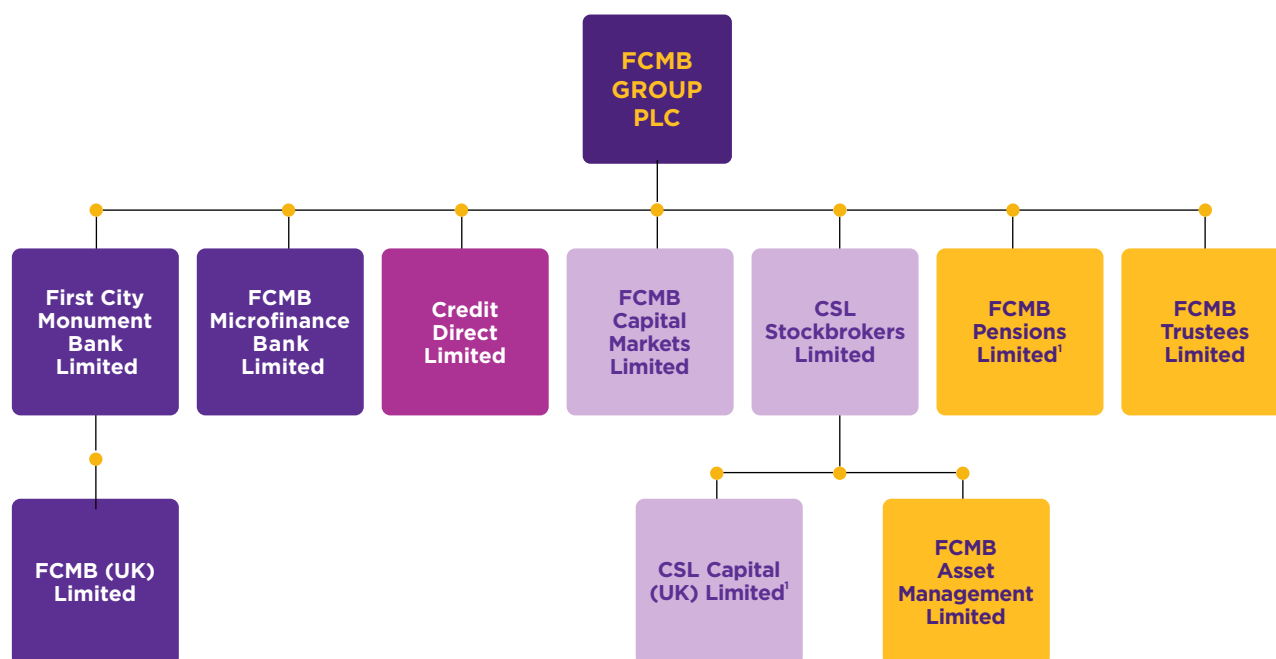 FCMB
GROUP
PLC
First City
Monument
Bank
Limited
FCMB
Microfinance
Bank
Limited
Credit
Direct
Limited
FCMB
Capital
Markets
Limited
CSL
Stockbrokers
Limited
FCMB
Pensions
Limited¹
FCMB
Trustees
Limited
FCMB (UK)
Limited
CSL Capital
(UK) Limited¹
FCMB
Asset
Management
Limited